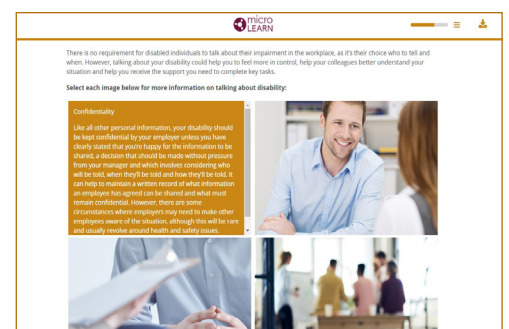 micro
LEARN
There is no requirement for disabled individuals to talk about their impairment in the workplace, as it's their choice who to tell and
when. However, talking about your disability could help you to feel more in control, help your colleagues better understand your
situation and help you receive the support you need to complete key tasks.
Select each image below for more information on talking about disability:
Confidentiality
Like all other personal information, your disability should
be kept confidential by your employer unless you have
clearly stated that you're happy for the information to be
shared, a decision that should be made without pressure
from your manager and which involves considering who
will be told, when they'll be told and how they'll be told. It
can help to maintain a written record of what information
an employee has agreed can be shared and what must
remain confidential. However, there are some
circumstances where employers may need to make other
employees aware of the situation, although this will be rare
and usually revolve around health and safety issues.